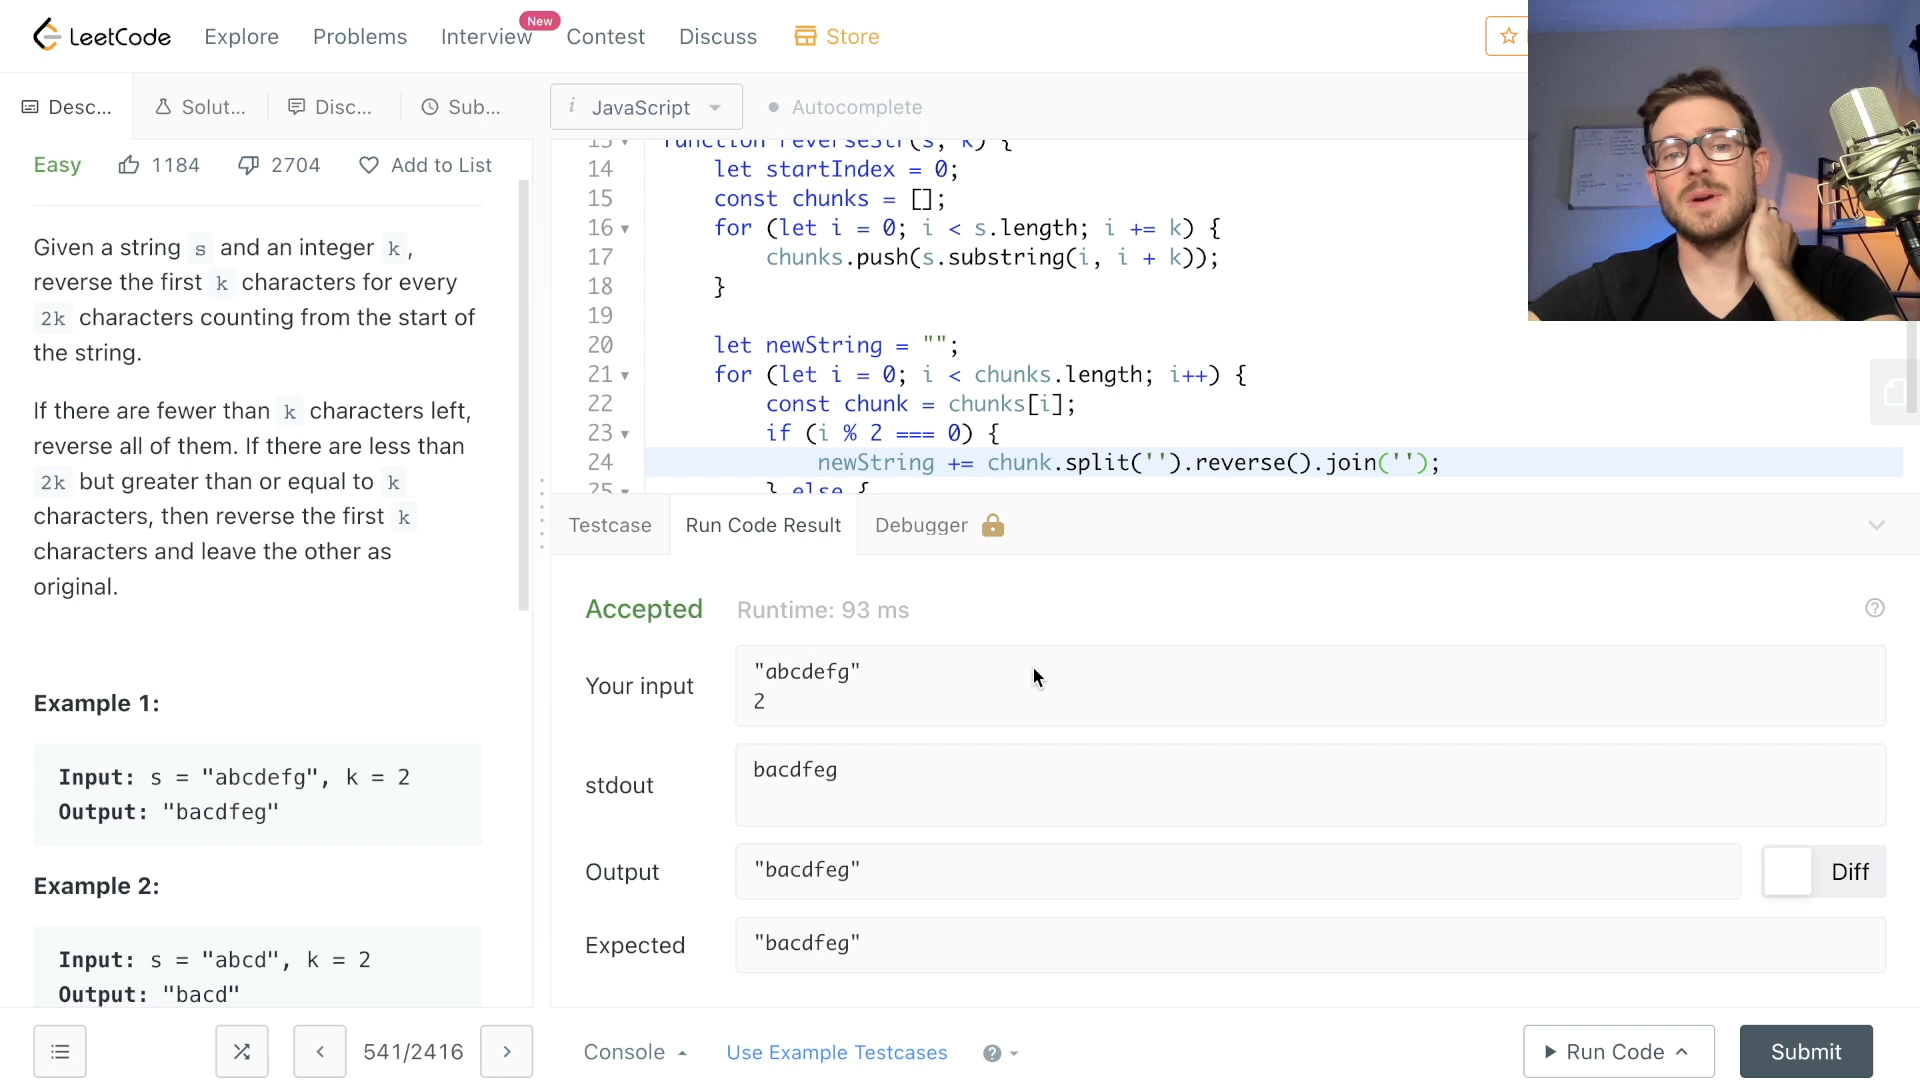 LeetCode Explore Problems Interview New Contest Discuss Store
Desc... Solut... Disc... Sub...
i JavaScript Autocomplete
Easy 1184 2704 Add to List
Given a string s and an integer k ,
reverse the first k characters for every
2k characters counting from the start of
the string.
If there are fewer than k characters left,
reverse all of them. If there are less than
2k but greater than or equal to k
characters, then reverse the first k
characters and leave the other as
original.
Example 1:
Input: s = "abcdefg", k = 2
Output: "bacdfeg"
Example 2:
Input: s = "abcd", k = 2
Output: "bacd"
13 function reverseStr(s, k) {
14 let startIndex = 0;
15 const chunks = [];
16 for (let i = 0; i < s.length; i += k) {
17 chunks.push(s.substring(i, i + k));
18 }
19
20 let newString = "";
21 for (let i = 0; i < chunks.length; i++) {
22 const chunk = chunks[i];
23 if (i % 2 === 0) {
24 newString += chunk.split('').reverse().join('');
25 } else {
Testcase Run Code Result Debugger
Accepted Runtime: 93 ms
Your input
"abcdefg"
2
stdout
bacdfeg
Output
"bacdfeg"
Diff
Expected
"bacdfeg"
541/2416
Console Use Example Testcases
Run Code Submit